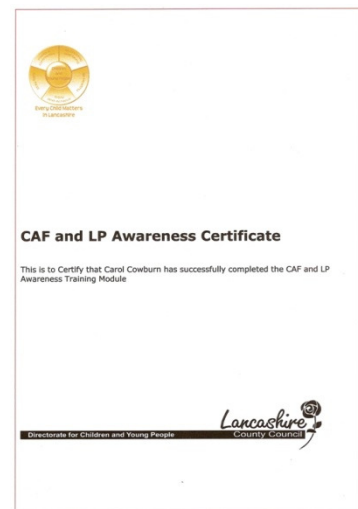 Every Child Matters
in Lancashire
CAF and LP Awareness Certificate
This is to Certify that Carol Cowburn has successfully completed the CAF and LP
Awareness Training Module
Lancashire
Directorate for Children and Young People
County Council